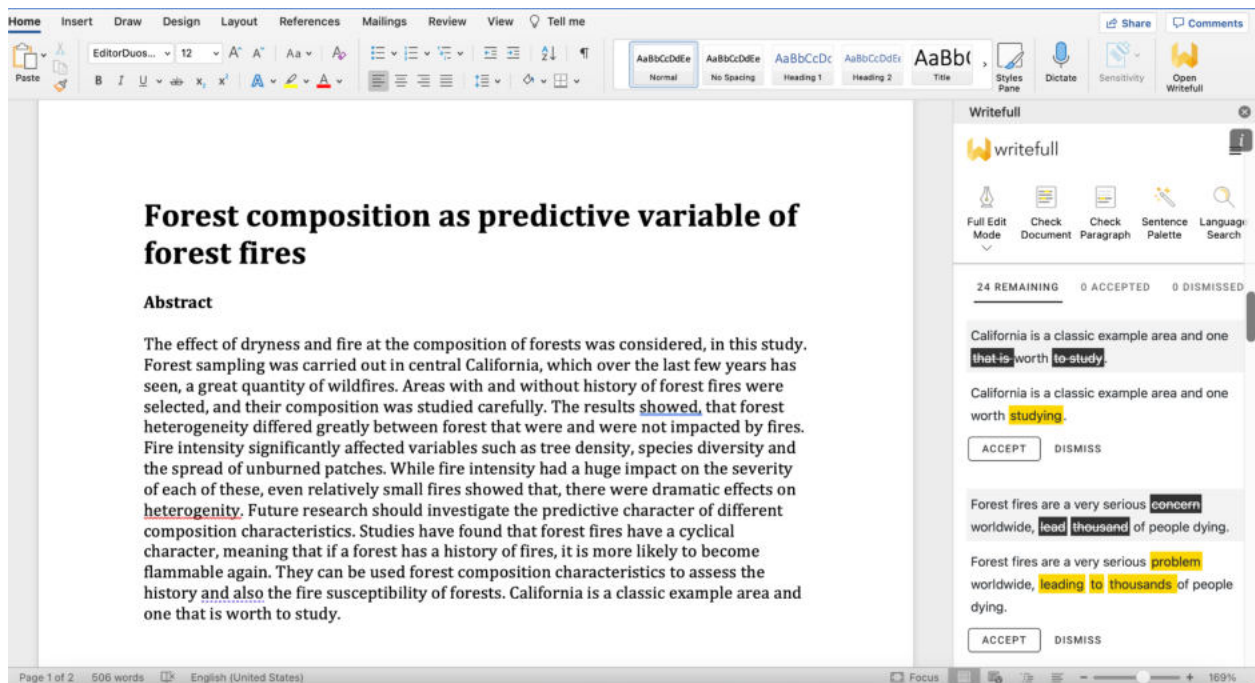 Home Insert Draw Design Layout References Mailings Review View Tell me Share Comments
EditorDuos... 12 Aa
Paste
B I U ab x, x' A A
AaBbCcDdEe AaBbCcDdEe AaBbCcDc AaBbCcDdEe AaBb(
Normal No Spacing Heading 1 Heading 2 Title
Styles Pane
Dictate
Sensitivity
Open Writefull
Forest composition as predictive variable of
forest fires
Abstract
The effect of dryness and fire at the composition of forests was considered, in this study.
Forest sampling was carried out in central California, which over the last few years has
seen, a great quantity of wildfires. Areas with and without history of forest fires were
selected, and their composition was studied carefully. The results showed, that forest
heterogeneity differed greatly between forest that were and were not impacted by fires.
Fire intensity significantly affected variables such as tree density, species diversity and
the spread of unburned patches. While fire intensity had a huge impact on the severity
of each of these, even relatively small fires showed that, there were dramatic effects on
heterogenity. Future research should investigate the predictive character of different
composition characteristics. Studies have found that forest fires have a cyclical
character, meaning that if a forest has a history of fires, it is more likely to become
flammable again. They can be used forest composition characteristics to assess the
history and also the fire susceptibility of forests. California is a classic example area and
one that is worth to study.
Writefull
writefull
Full Edit Mode
Check Document
Check Paragraph
Sentence Palette
Language Search
24 REMAINING 0 ACCEPTED 0 DISMISSED
California is a classic example area and one
that is worth to study.
California is a classic example area and one
worth studying.
ACCEPT DISMISS
Forest fires are a very serious concern
worldwide, lead thousand of people dying.
Forest fires are a very serious problem
worldwide, leading to thousands of people
dying.
ACCEPT DISMISS
Page 1 of 2 506 words English (United States) Focus 169%